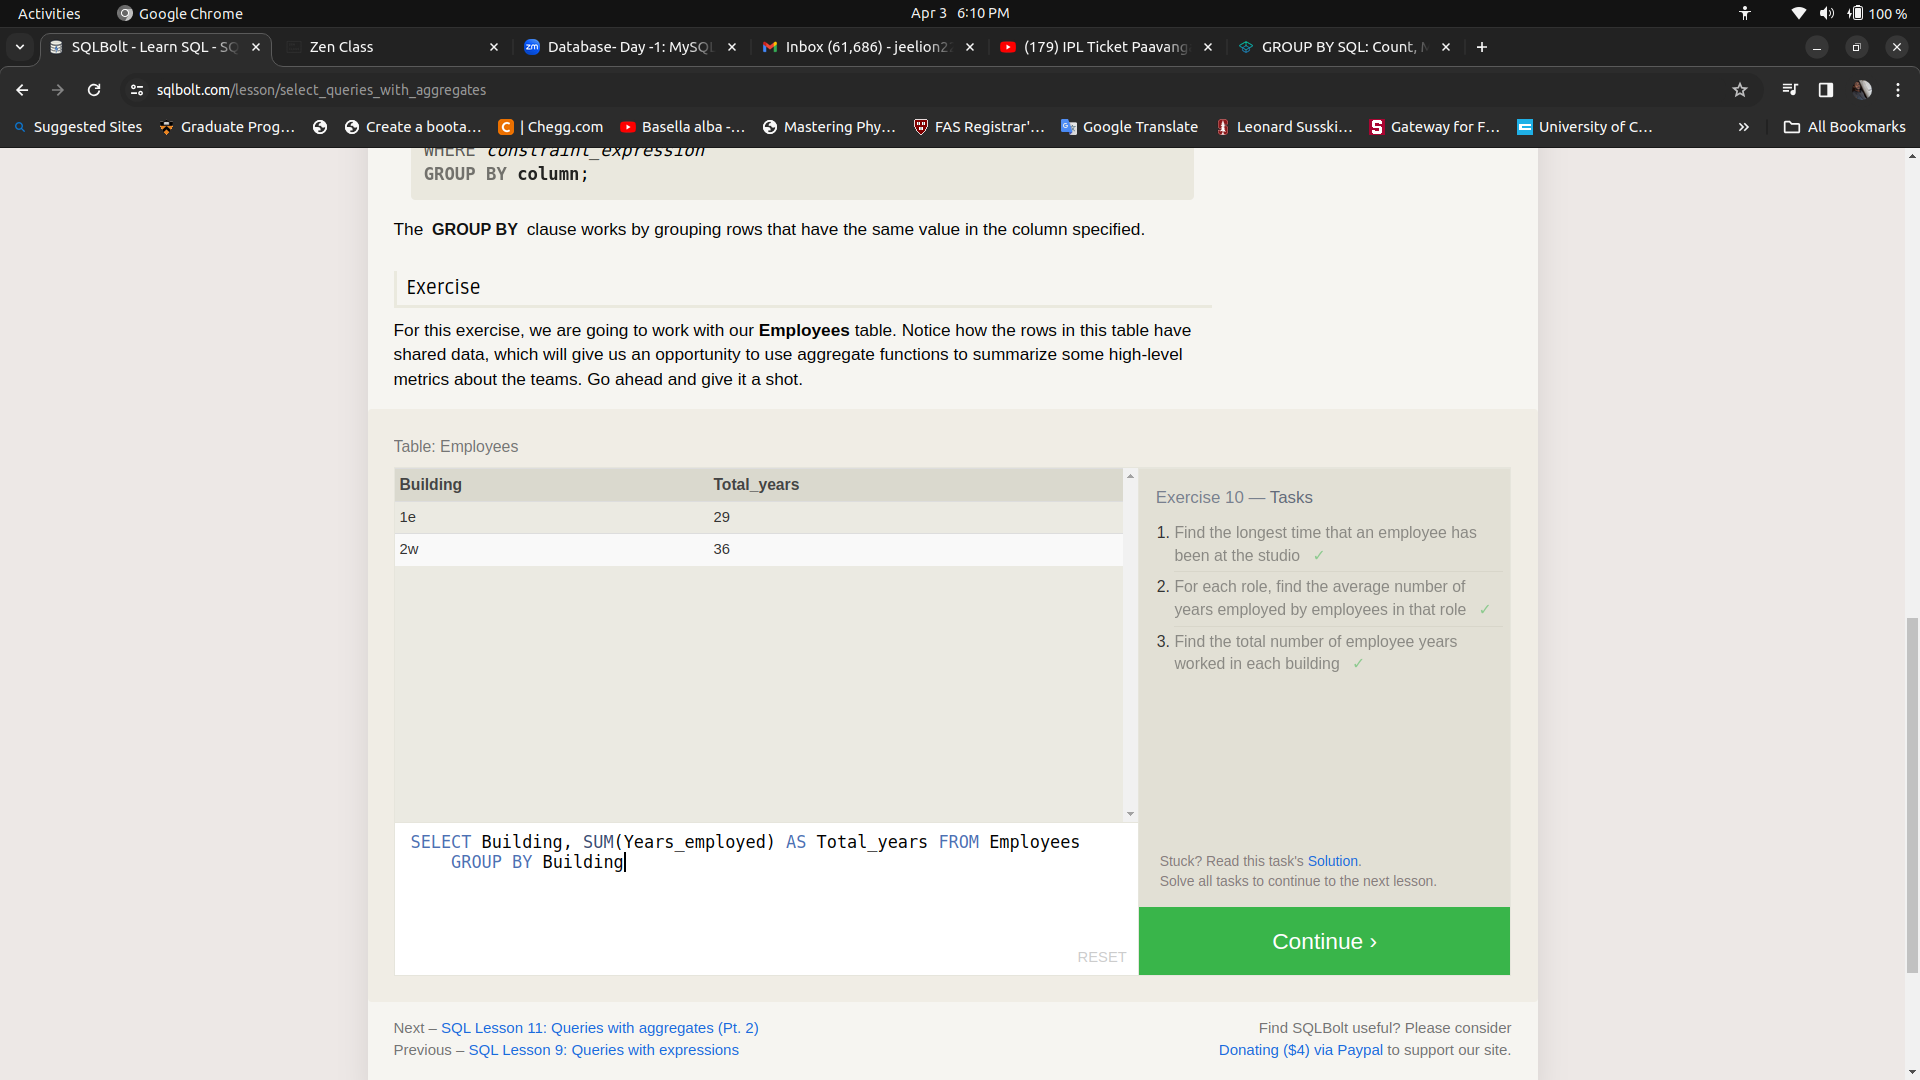 Activities
Google Chrome
Apr 3 6:10 PM
100 %
SQLBolt - Learn SQL - SQ
Zen Class
Database- Day -1: MySQL
Inbox (61,686) - jeelion22
(179) IPL Ticket Paavang
GROUP BY SQL: Count, M
sqlbolt.com/lesson/select_queries_with_aggregates
Suggested Sites
Graduate Prog...
Create a boota...
| Chegg.com
Basella alba -...
Mastering Phy...
FAS Registrar'...
Google Translate
Leonard Susski...
Gateway for F...
University of C...
»
All Bookmarks
WHERE constraint_expression
GROUP BY column;
The GROUP BY clause works by grouping rows that have the same value in the column specified.
Exercise
For this exercise, we are going to work with our Employees table. Notice how the rows in this table have
shared data, which will give us an opportunity to use aggregate functions to summarize some high-level
metrics about the teams. Go ahead and give it a shot.
Table: Employees
Building Total_years
1e 29
2w 36
SELECT Building, SUM(Years_employed) AS Total_years FROM Employees
GROUP BY Building
RESET
Exercise 10 — Tasks
1. Find the longest time that an employee has
been at the studio ✓
2. For each role, find the average number of
years employed by employees in that role ✓
3. Find the total number of employee years
worked in each building ✓
Stuck? Read this task's Solution.
Solve all tasks to continue to the next lesson.
Continue ›
Next – SQL Lesson 11: Queries with aggregates (Pt. 2)
Previous – SQL Lesson 9: Queries with expressions
Find SQLBolt useful? Please consider
Donating ($4) via Paypal to support our site.